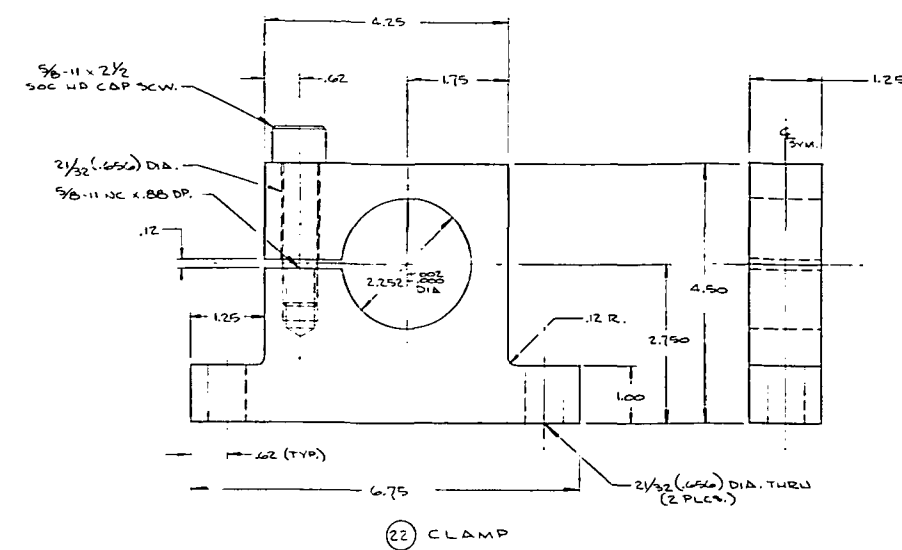 4.25
5/8-11 x 2 1/2
SOC HD CAP SCW.
.62
1.75
1.25
℄
SYM.
21/32 (.656) DIA.
5/8-11 NC x .88 DP.
.12
2.252
.002
.000
DIA
4.50
1.25
.12 R.
2.750
1.00
.62 (TYP.)
6.75
21/32 (.656) DIA. THRU
(2 PLCS.)
22 CLAMP